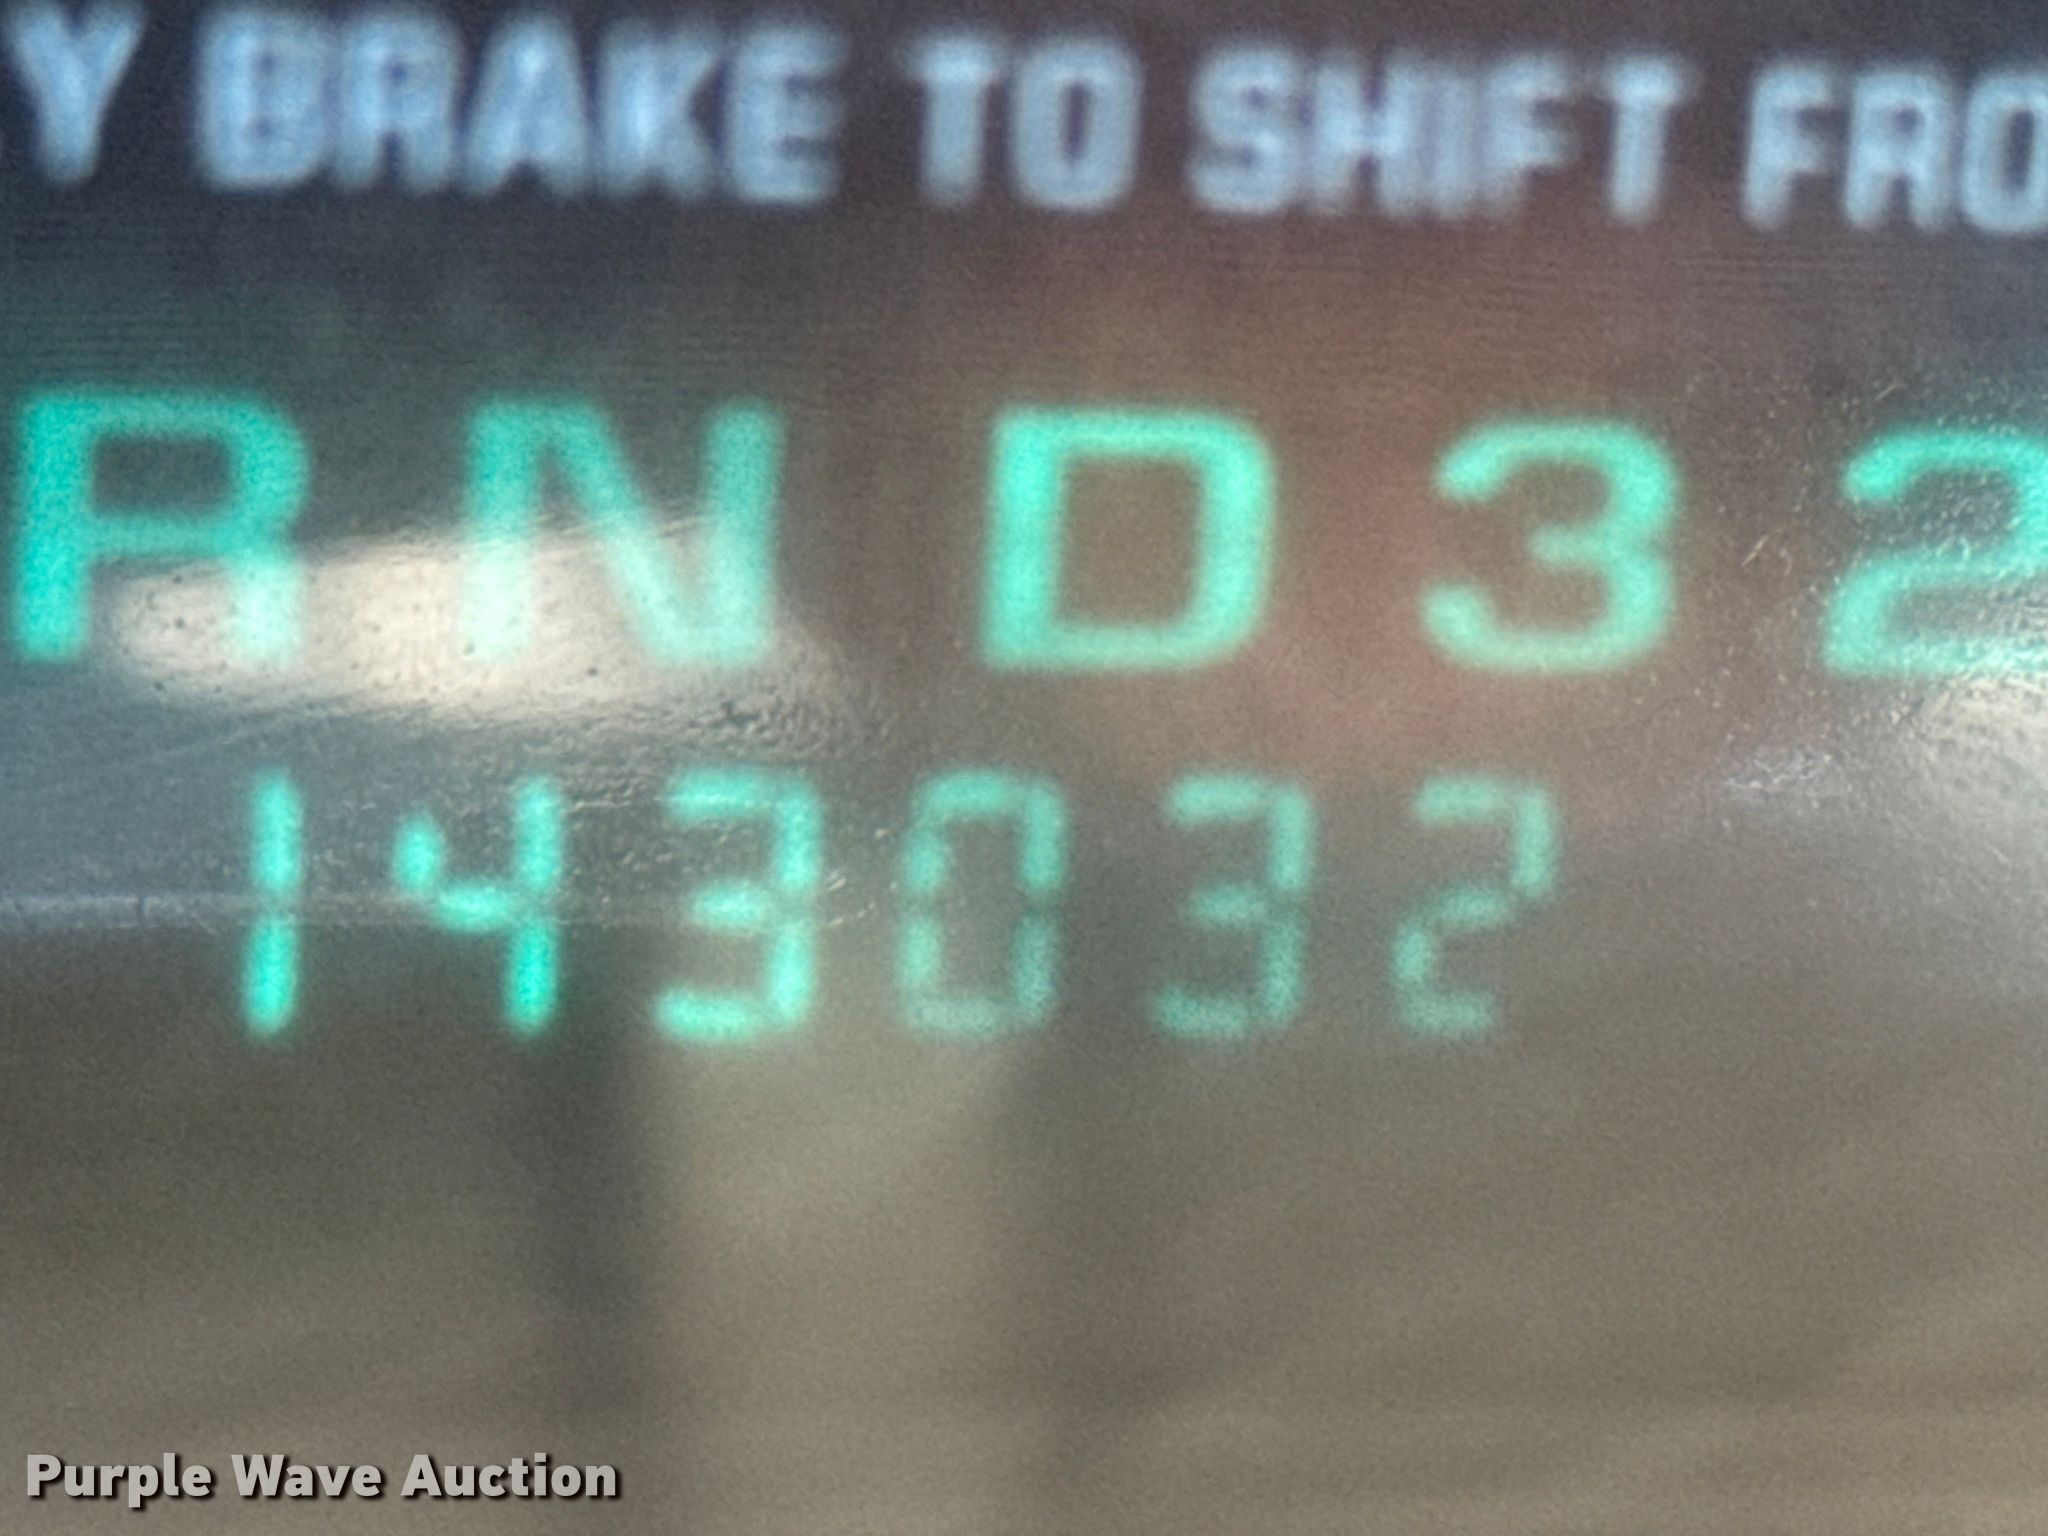 Y BRAKE TO SHIFT FRO
R N D 3 2
143032
Purple Wave Auction